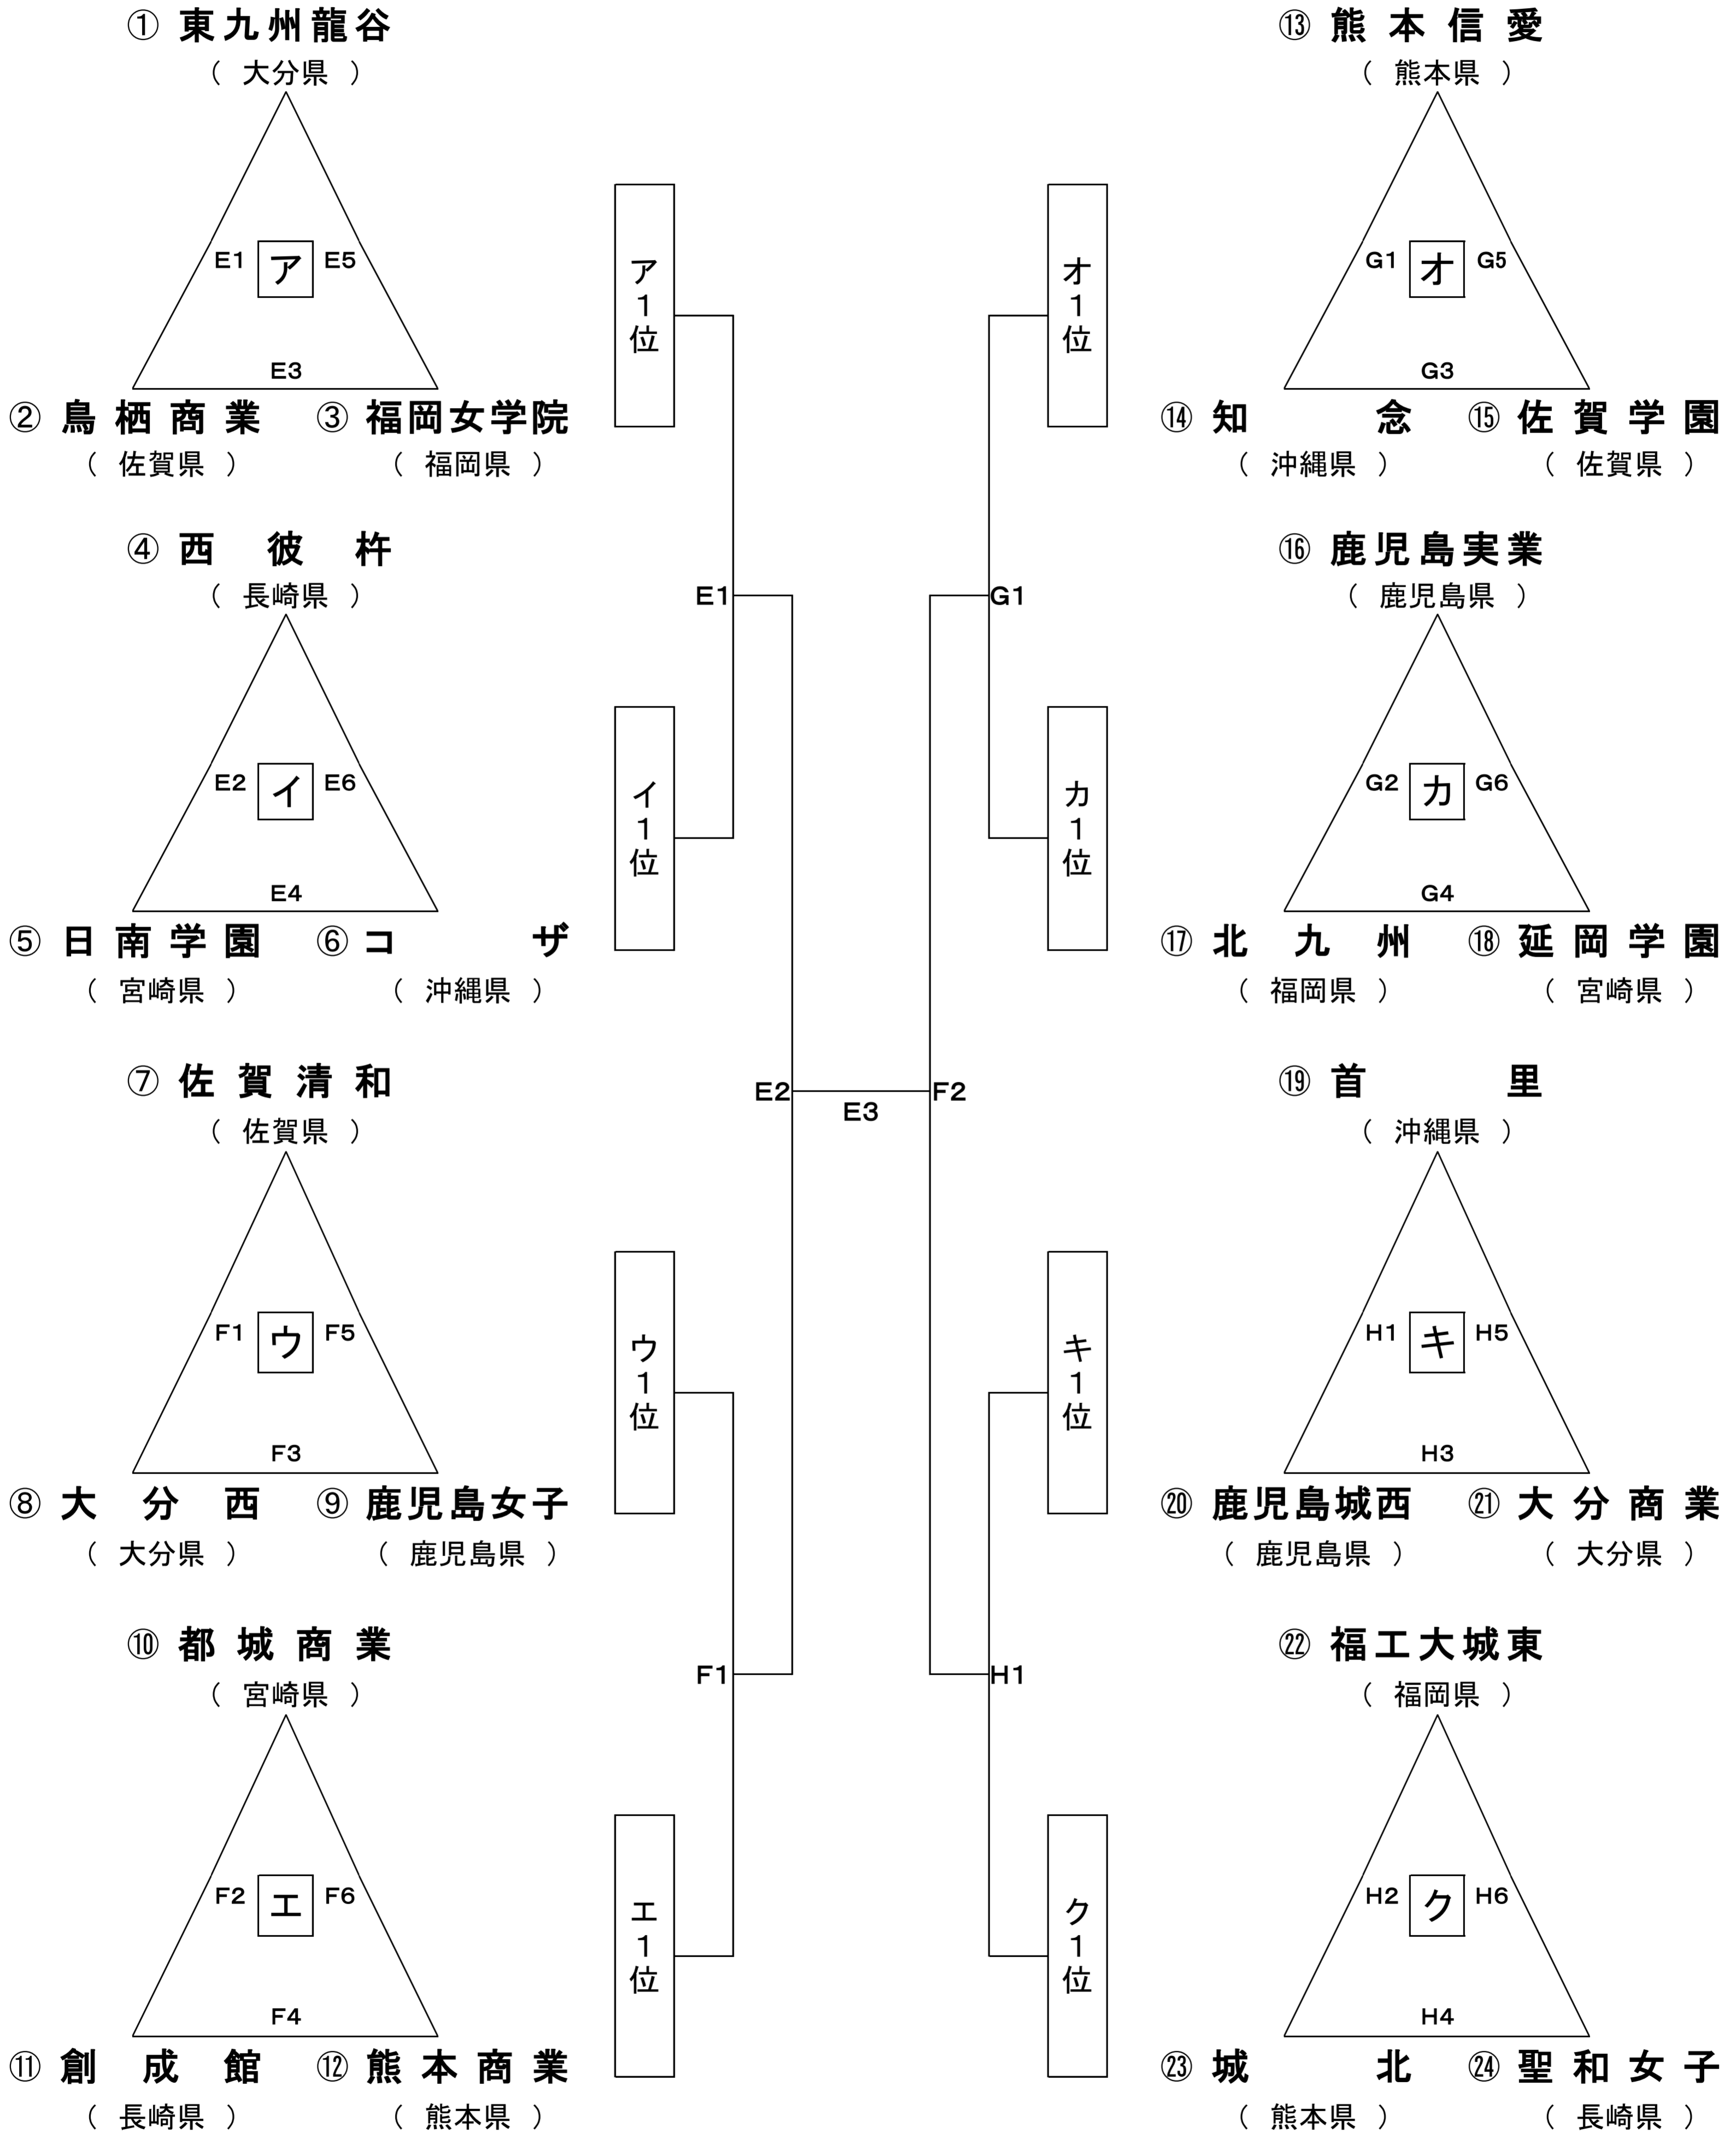 ① 東九州龍谷
（ 大分県 ）
E1 ア E5
E3
② 鳥栖商業 ③ 福岡女学院
（ 佐賀県 ） （ 福岡県 ）
④ 西彼杵
（ 長崎県 ）
E2 イ E6
E4
⑤ 日南学園 ⑥ コザ
（ 宮崎県 ） （ 沖縄県 ）
⑦ 佐賀清和
（ 佐賀県 ）
F1 ウ F5
F3
⑧ 大分西 ⑨ 鹿児島女子
（ 大分県 ） （ 鹿児島県 ）
⑩ 都城商業
（ 宮崎県 ）
F2 エ F6
F4
⑪ 創成館 ⑫ 熊本商業
（ 長崎県 ） （ 熊本県 ）
ア1位
イ1位
ウ1位
エ1位
E1
F1
E2
E3
F2
G1
H1
オ1位
カ1位
キ1位
ク1位
⑬ 熊本信愛
（ 熊本県 ）
G1 オ G5
G3
⑭ 知念 ⑮ 佐賀学園
（ 沖縄県 ） （ 佐賀県 ）
⑯ 鹿児島実業
（ 鹿児島県 ）
G2 カ G6
G4
⑰ 北九州 ⑱ 延岡学園
（ 福岡県 ） （ 宮崎県 ）
⑲ 首里
（ 沖縄県 ）
H1 キ H5
H3
⑳ 鹿児島城西 ㉑ 大分商業
（ 鹿児島県 ） （ 大分県 ）
㉒ 福工大城東
（ 福岡県 ）
H2 ク H6
H4
㉓ 城北 ㉔ 聖和女子
（ 熊本県 ） （ 長崎県 ）